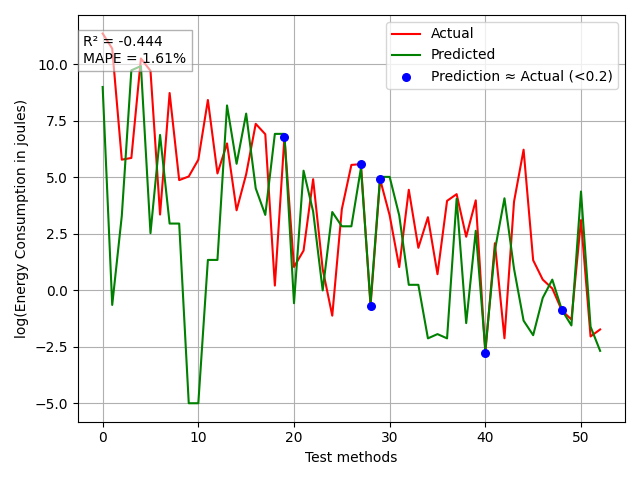 R² = -0.444
MAPE = 1.61%
Actual
Predicted
Prediction ≈ Actual (<0.2)
log(Energy Consumption in joules)
10.0
7.5
5.0
2.5
0.0
−2.5
−5.0
0 10 20 30 40 50
Test methods